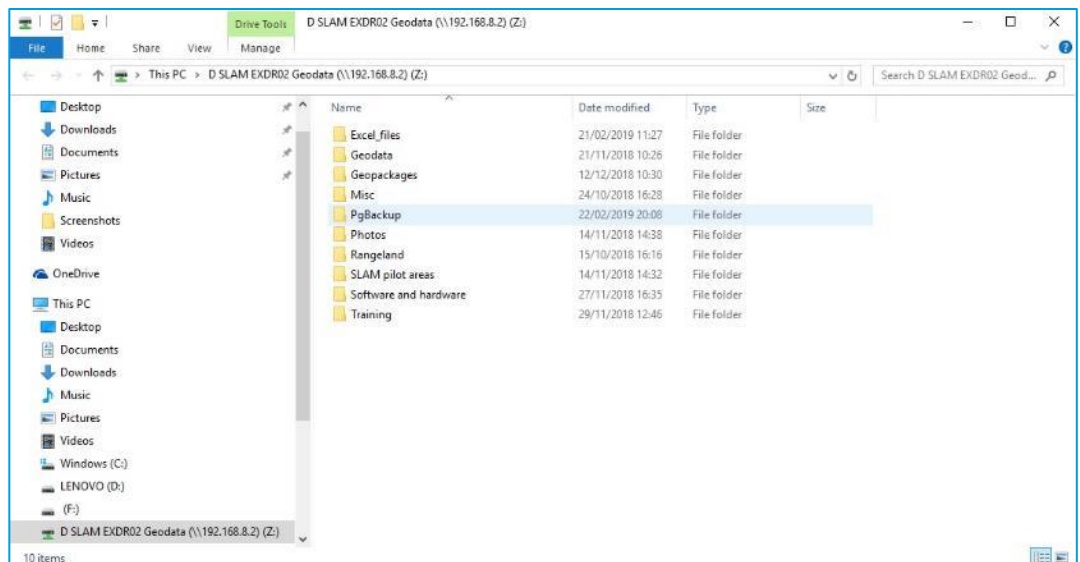 Drive Tools D SLAM EXDR02 Geodata (\\192.168.8.2) (Z:)
File Home Share View Manage
This PC > D SLAM EXDR02 Geodata (\\192.168.8.2) (Z:) Search D SLAM EXDR02 Geod...
Desktop Name Date modified Type Size
Downloads Excel_files 21/02/2019 11:27 File folder
Documents Geodata 21/11/2018 10:26 File folder
Pictures Geopackages 12/12/2018 10:30 File folder
Music Misc 24/10/2018 16:28 File folder
Screenshots PgBackup 22/02/2019 20:08 File folder
Videos Photos 14/11/2018 14:38 File folder
Rangeland 15/10/2018 16:16 File folder
OneDrive SLAM pilot areas 14/11/2018 14:32 File folder
Software and hardware 27/11/2018 16:35 File folder
This PC Training 29/11/2018 12:46 File folder
Desktop
Documents
Downloads
Music
Pictures
Videos
Windows (C:)
LENOVO (D:)
(F:)
D SLAM EXDR02 Geodata (\\192.168.8.2) (Z:)
10 items